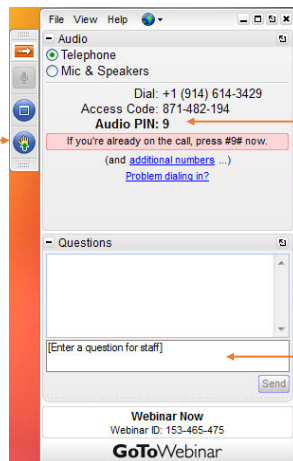 File View Help
Audio
Telephone
Mic & Speakers
Dial: +1 (914) 614-3429
Access Code: 871-482-194
Audio PIN: 9
If you're already on the call, press #9# now.
(and additional numbers ...)
Problem dialing in?
Questions
[Enter a question for staff]
Send
Webinar Now
Webinar ID: 153-465-475
GoToWebinar